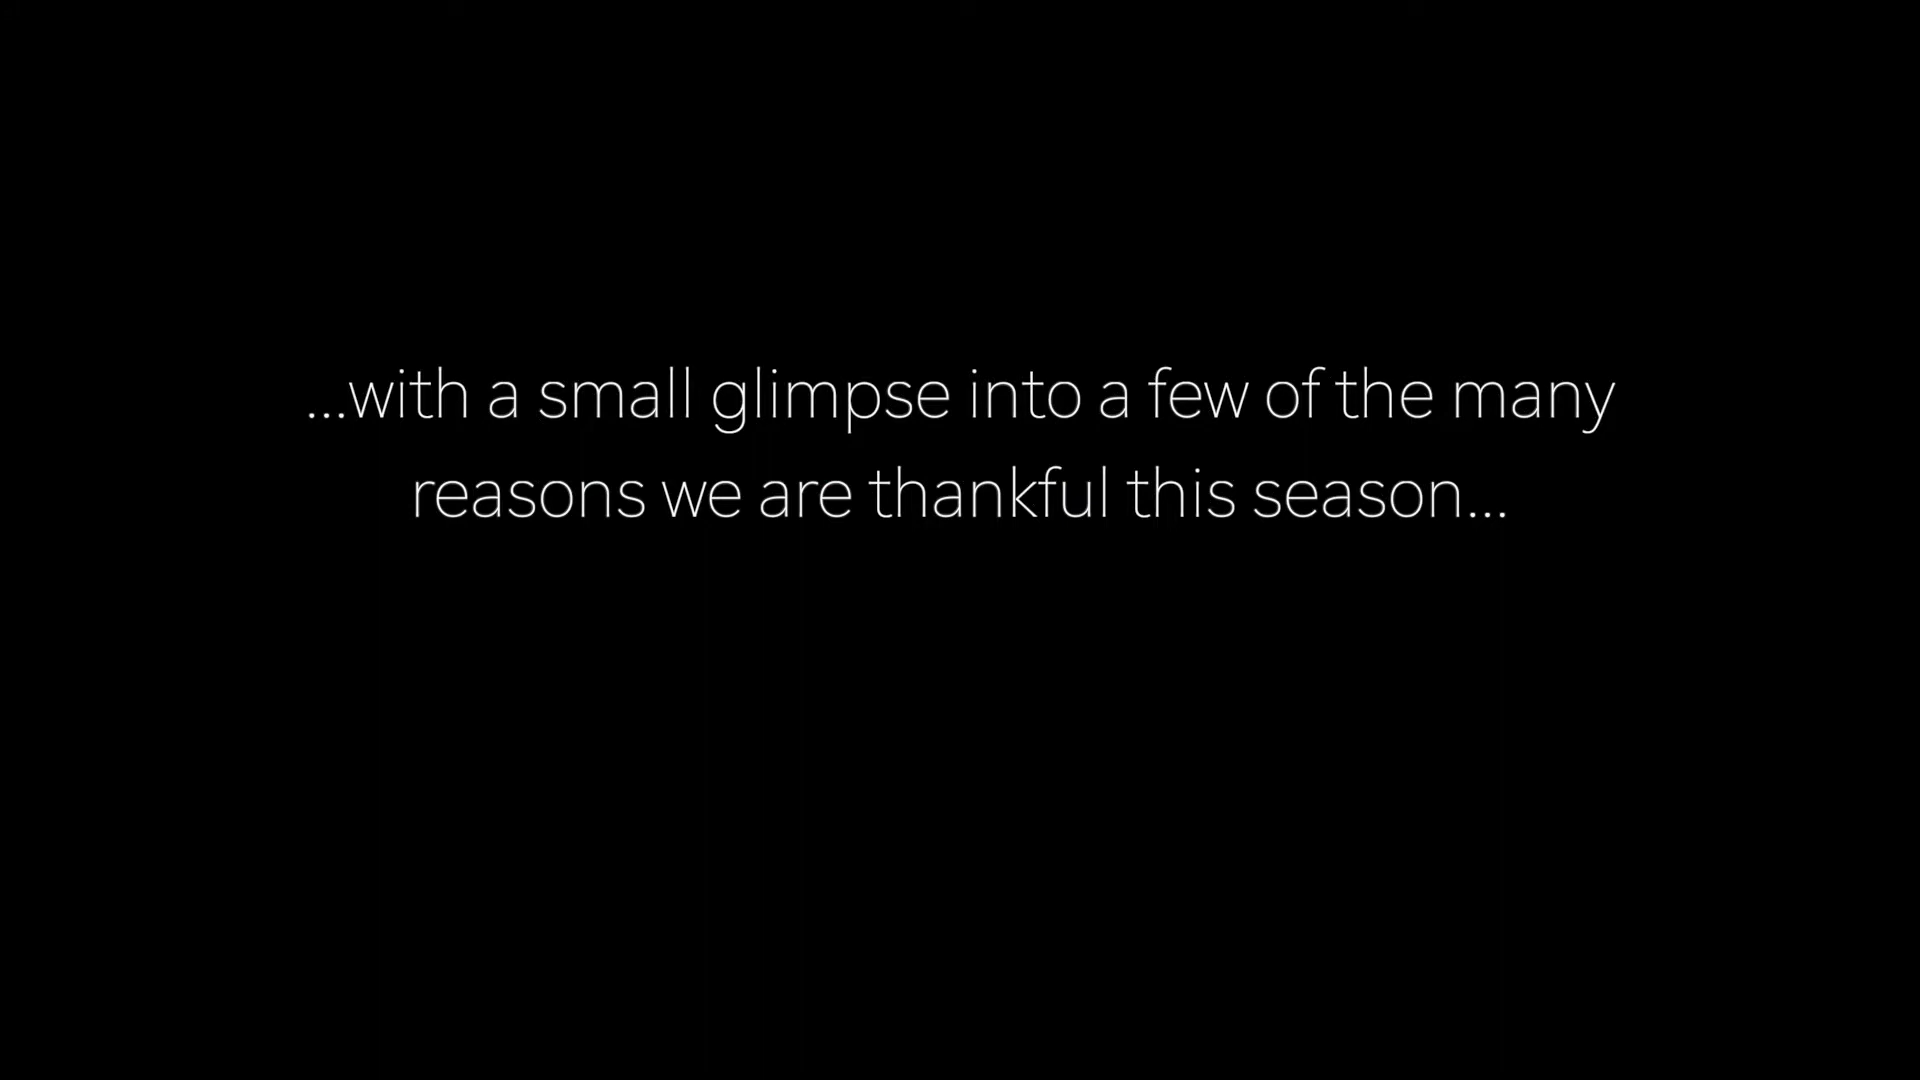 ...with a small glimpse into a few of the many
reasons we are thankful this season...